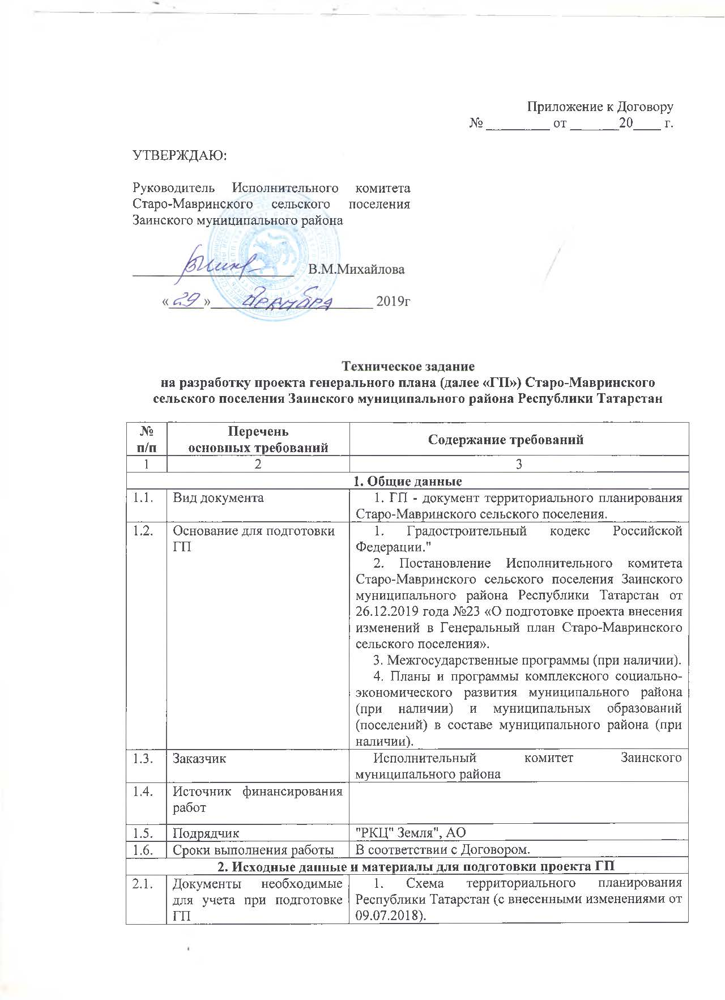 Приложение к Договору
№ _________ от _______20____ г.
УТВЕРЖДАЮ:
Руководитель Исполнительного комитета
Старо-Мавринского сельского поселения
Заинского муниципального района
В.М.Михайлова
«29» декабря 2019г
Техническое задание
на разработку проекта генерального плана (далее «ГП») Старо-Мавринского
сельского поселения Заинского муниципального района Республики Татарстан
№
п/п
Перечень
основных требований
Содержание требований
1
2
3
1. Общие данные
1.1.
Вид документа
1. ГП - документ территориального планирования
Старо-Мавринского сельского поселения.
1.2.
Основание для подготовки
ГП
1. Градостроительный кодекс Российской
Федерации."
2. Постановление Исполнительного комитета
Старо-Мавринского сельского поселения Заинского
муниципального района Республики Татарстан от
26.12.2019 года №23 «О подготовке проекта внесения
изменений в Генеральный план Старо-Мавринского
сельского поселения».
3. Межгосударственные программы (при наличии).
4. Планы и программы комплексного социально-
экономического развития муниципального района
(при наличии) и муниципальных образований
(поселений) в составе муниципального района (при
наличии).
1.3.
Заказчик
Исполнительный комитет Заинского
муниципального района
1.4.
Источник финансирования
работ
1.5.
Подрядчик
"РКЦ" Земля", АО
1.6.
Сроки выполнения работы
В соответствии с Договором.
2. Исходные данные и материалы для подготовки проекта ГП
2.1.
Документы необходимые
для учета при подготовке
ГП
1. Схема территориального планирования
Республики Татарстан (с внесенными изменениями от
09.07.2018).